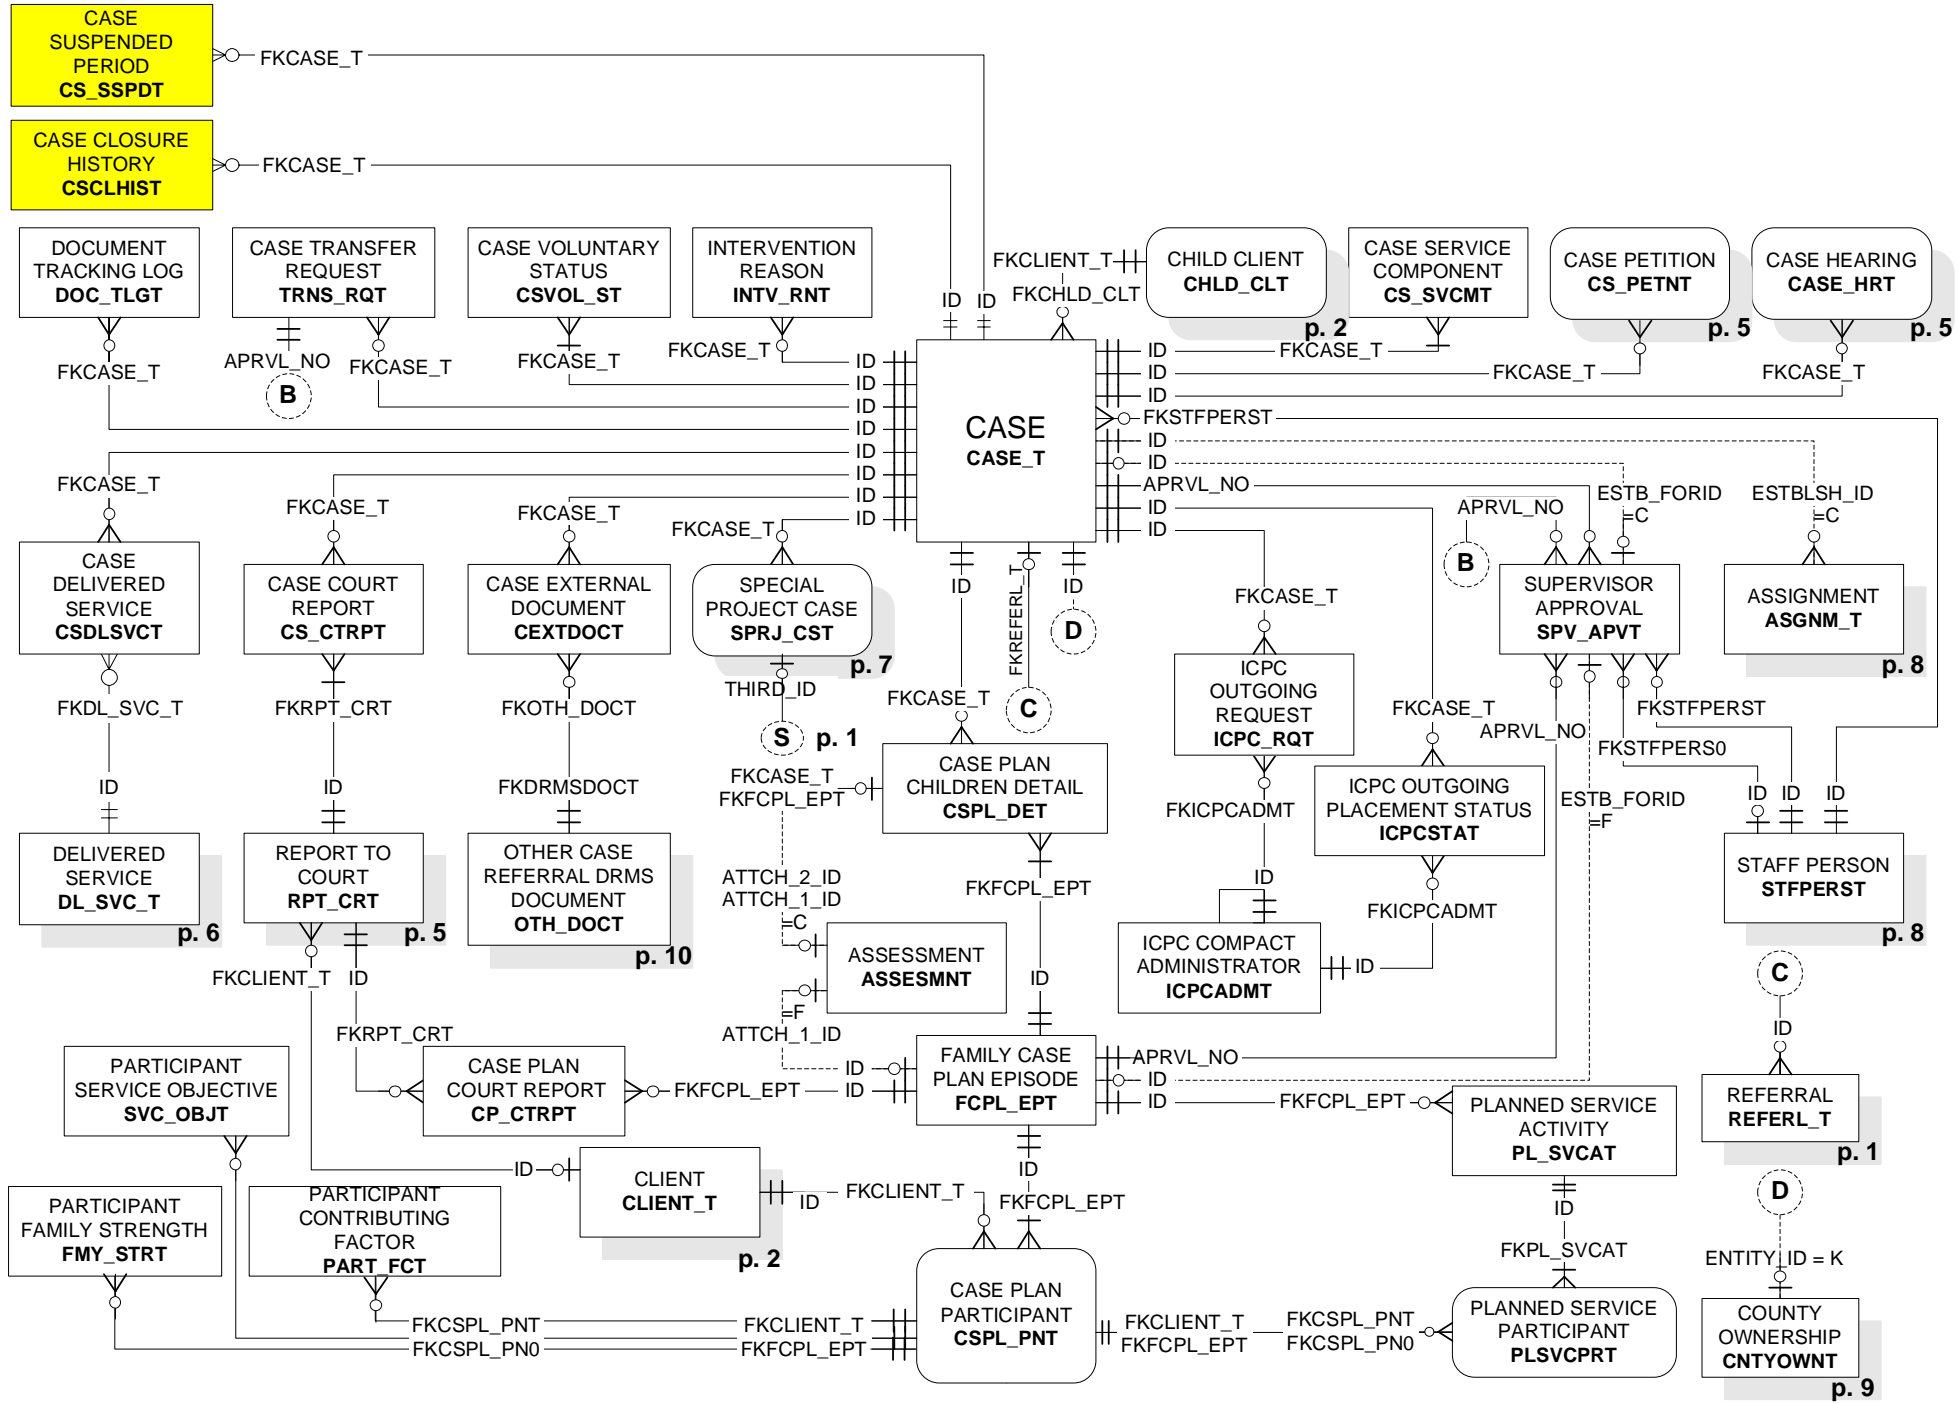 CASE
SUSPENDED
PERIOD
CS_SSPDT
FKCASE_T
CASE CLOSURE
HISTORY
CSCLHIST
FKCASE_T
ID
ID
DOCUMENT
TRACKING LOG
DOC_TLGT
FKCASE_T
CASE TRANSFER
REQUEST
TRNS_RQT
APRVL_NO
B
FKCASE_T
CASE VOLUNTARY
STATUS
CSVOL_ST
FKCASE_T
INTERVENTION
REASON
INTV_RNT
FKCASE_T
FKCLIENT_T
FKCHLD_CLT
CHILD CLIENT
CHLD_CLT
p. 2
CASE SERVICE
COMPONENT
CS_SVCMT
FKCASE_T
CASE PETITION
CS_PETNT
p. 5
FKCASE_T
CASE HEARING
CASE_HRT
p. 5
FKCASE_T
ID
ID
ID
ID
ID
ID
ID
ID
CASE
CASE_T
ID
ID
ID
FKSTFPERST
ID
ID
APRVL_NO
ID
ID
FKCASE_T
CASE
DELIVERED
SERVICE
CSDLSVCT
FKDL_SVC_T
ID
DELIVERED
SERVICE
DL_SVC_T
p. 6
FKCASE_T
CASE COURT
REPORT
CS_CTRPT
FKRPT_CRT
ID
REPORT TO
COURT
RPT_CRT
p. 5
FKCASE_T
CASE EXTERNAL
DOCUMENT
CEXTDOCT
FKOTH_DOCT
FKDRMSDOCT
OTHER CASE
REFERRAL DRMS
DOCUMENT
OTH_DOCT
p. 10
FKCASE_T
SPECIAL
PROJECT CASE
SPRJ_CST
p. 7
THIRD_ID
S
p. 1
ID
FKREFERL_T
C
ID
D
FKCASE_T
CASE PLAN
CHILDREN DETAIL
CSPL_DET
FKCASE_T
FKFCPL_EPT
ATTCH_2_ID
ATTCH_1_ID
=C
ASSESSMENT
ASSESMNT
=F
ATTCH_1_ID
ID
FKFCPL_EPT
ID
FKCASE_T
ICPC
OUTGOING
REQUEST
ICPC_RQT
FKICPCADMT
ID
ICPC COMPACT
ADMINISTRATOR
ICPCADMT
FKCASE_T
ICPC OUTGOING
PLACEMENT STATUS
ICPCSTAT
FKICPCADMT
ID
APRVL_NO
B
ESTB_FORID
=C
SUPERVISOR
APPROVAL
SPV_APVT
APRVL_NO
ESTB_FORID
=F
FKSTFPERS0
FKSTFPERST
ESTBLSH_ID
=C
ASSIGNMENT
ASGNM_T
p. 8
ID
ID
ID
STAFF PERSON
STFPERST
p. 8
C
ID
REFERRAL
REFERL_T
p. 1
D
ENTITY_ID = K
COUNTY
OWNERSHIP
CNTYOWNT
p. 9
FKCLIENT_T
ID
FKRPT_CRT
CASE PLAN
COURT REPORT
CP_CTRPT
FKFCPL_EPT
ID
FAMILY CASE
PLAN EPISODE
FCPL_EPT
APRVL_NO
ID
ID
FKFCPL_EPT
PLANNED SERVICE
ACTIVITY
PL_SVCAT
ID
FKPL_SVCAT
PLANNED SERVICE
PARTICIPANT
PLSVCPRT
PARTICIPANT
SERVICE OBJECTIVE
SVC_OBJT
PARTICIPANT
FAMILY STRENGTH
FMY_STRT
PARTICIPANT
CONTRIBUTING
FACTOR
PART_FCT
ID
CLIENT
CLIENT_T
p. 2
ID
FKCLIENT_T
ID
FKFCPL_EPT
CASE PLAN
PARTICIPANT
CSPL_PNT
FKCSPL_PNT
FKCSPL_PN0
FKCLIENT_T
FKFCPL_EPT
FKCLIENT_T
FKFCPL_EPT
FKCSPL_PNT
FKCSPL_PN0